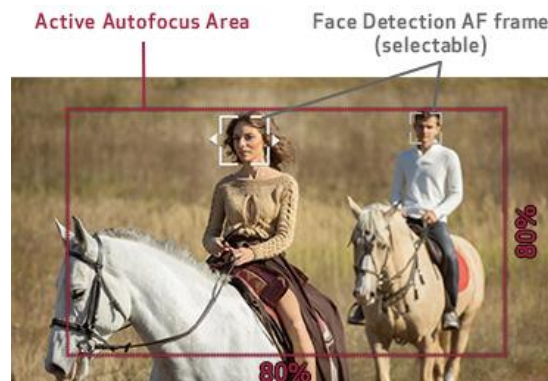 Active Autofocus Area
Face Detection AF frame
(selectable)
80%
80%